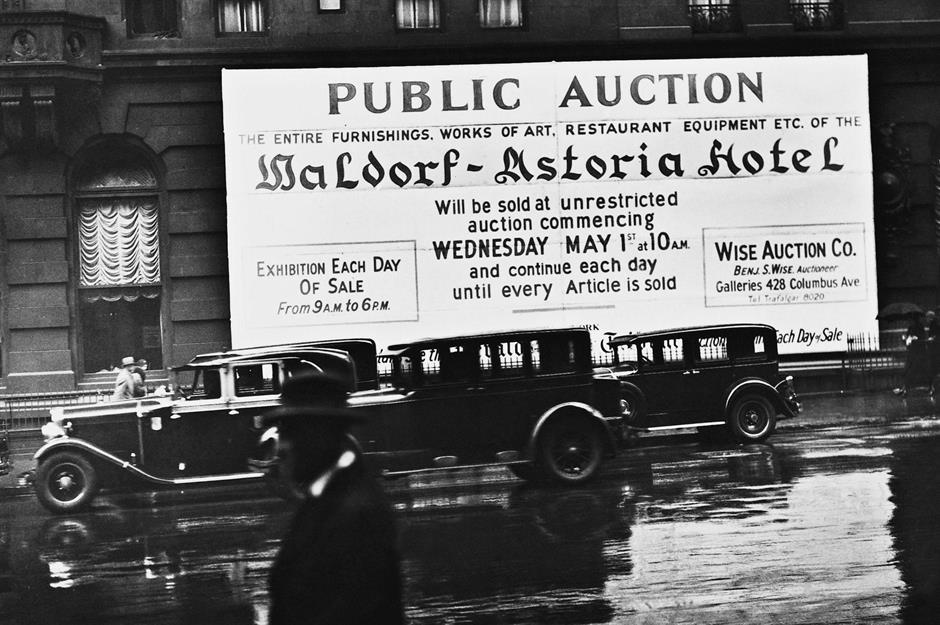 PUBLIC AUCTION
THE ENTIRE FURNISHINGS, WORKS OF ART, RESTAURANT EQUIPMENT ETC. OF THE
Waldorf-Astoria Hotel
Will be sold at unrestricted
auction commencing
WEDNESDAY MAY 1ST at 10 A.M.
and continue each day
until every Article is sold
EXHIBITION EACH DAY
OF SALE
From 9 A.M. to 6 P.M.
WISE AUCTION CO.
BENJ. S. WISE, Auctioneer
Galleries 428 Columbus Ave
Tel. Trafalgar 8020
Each Day of Sale